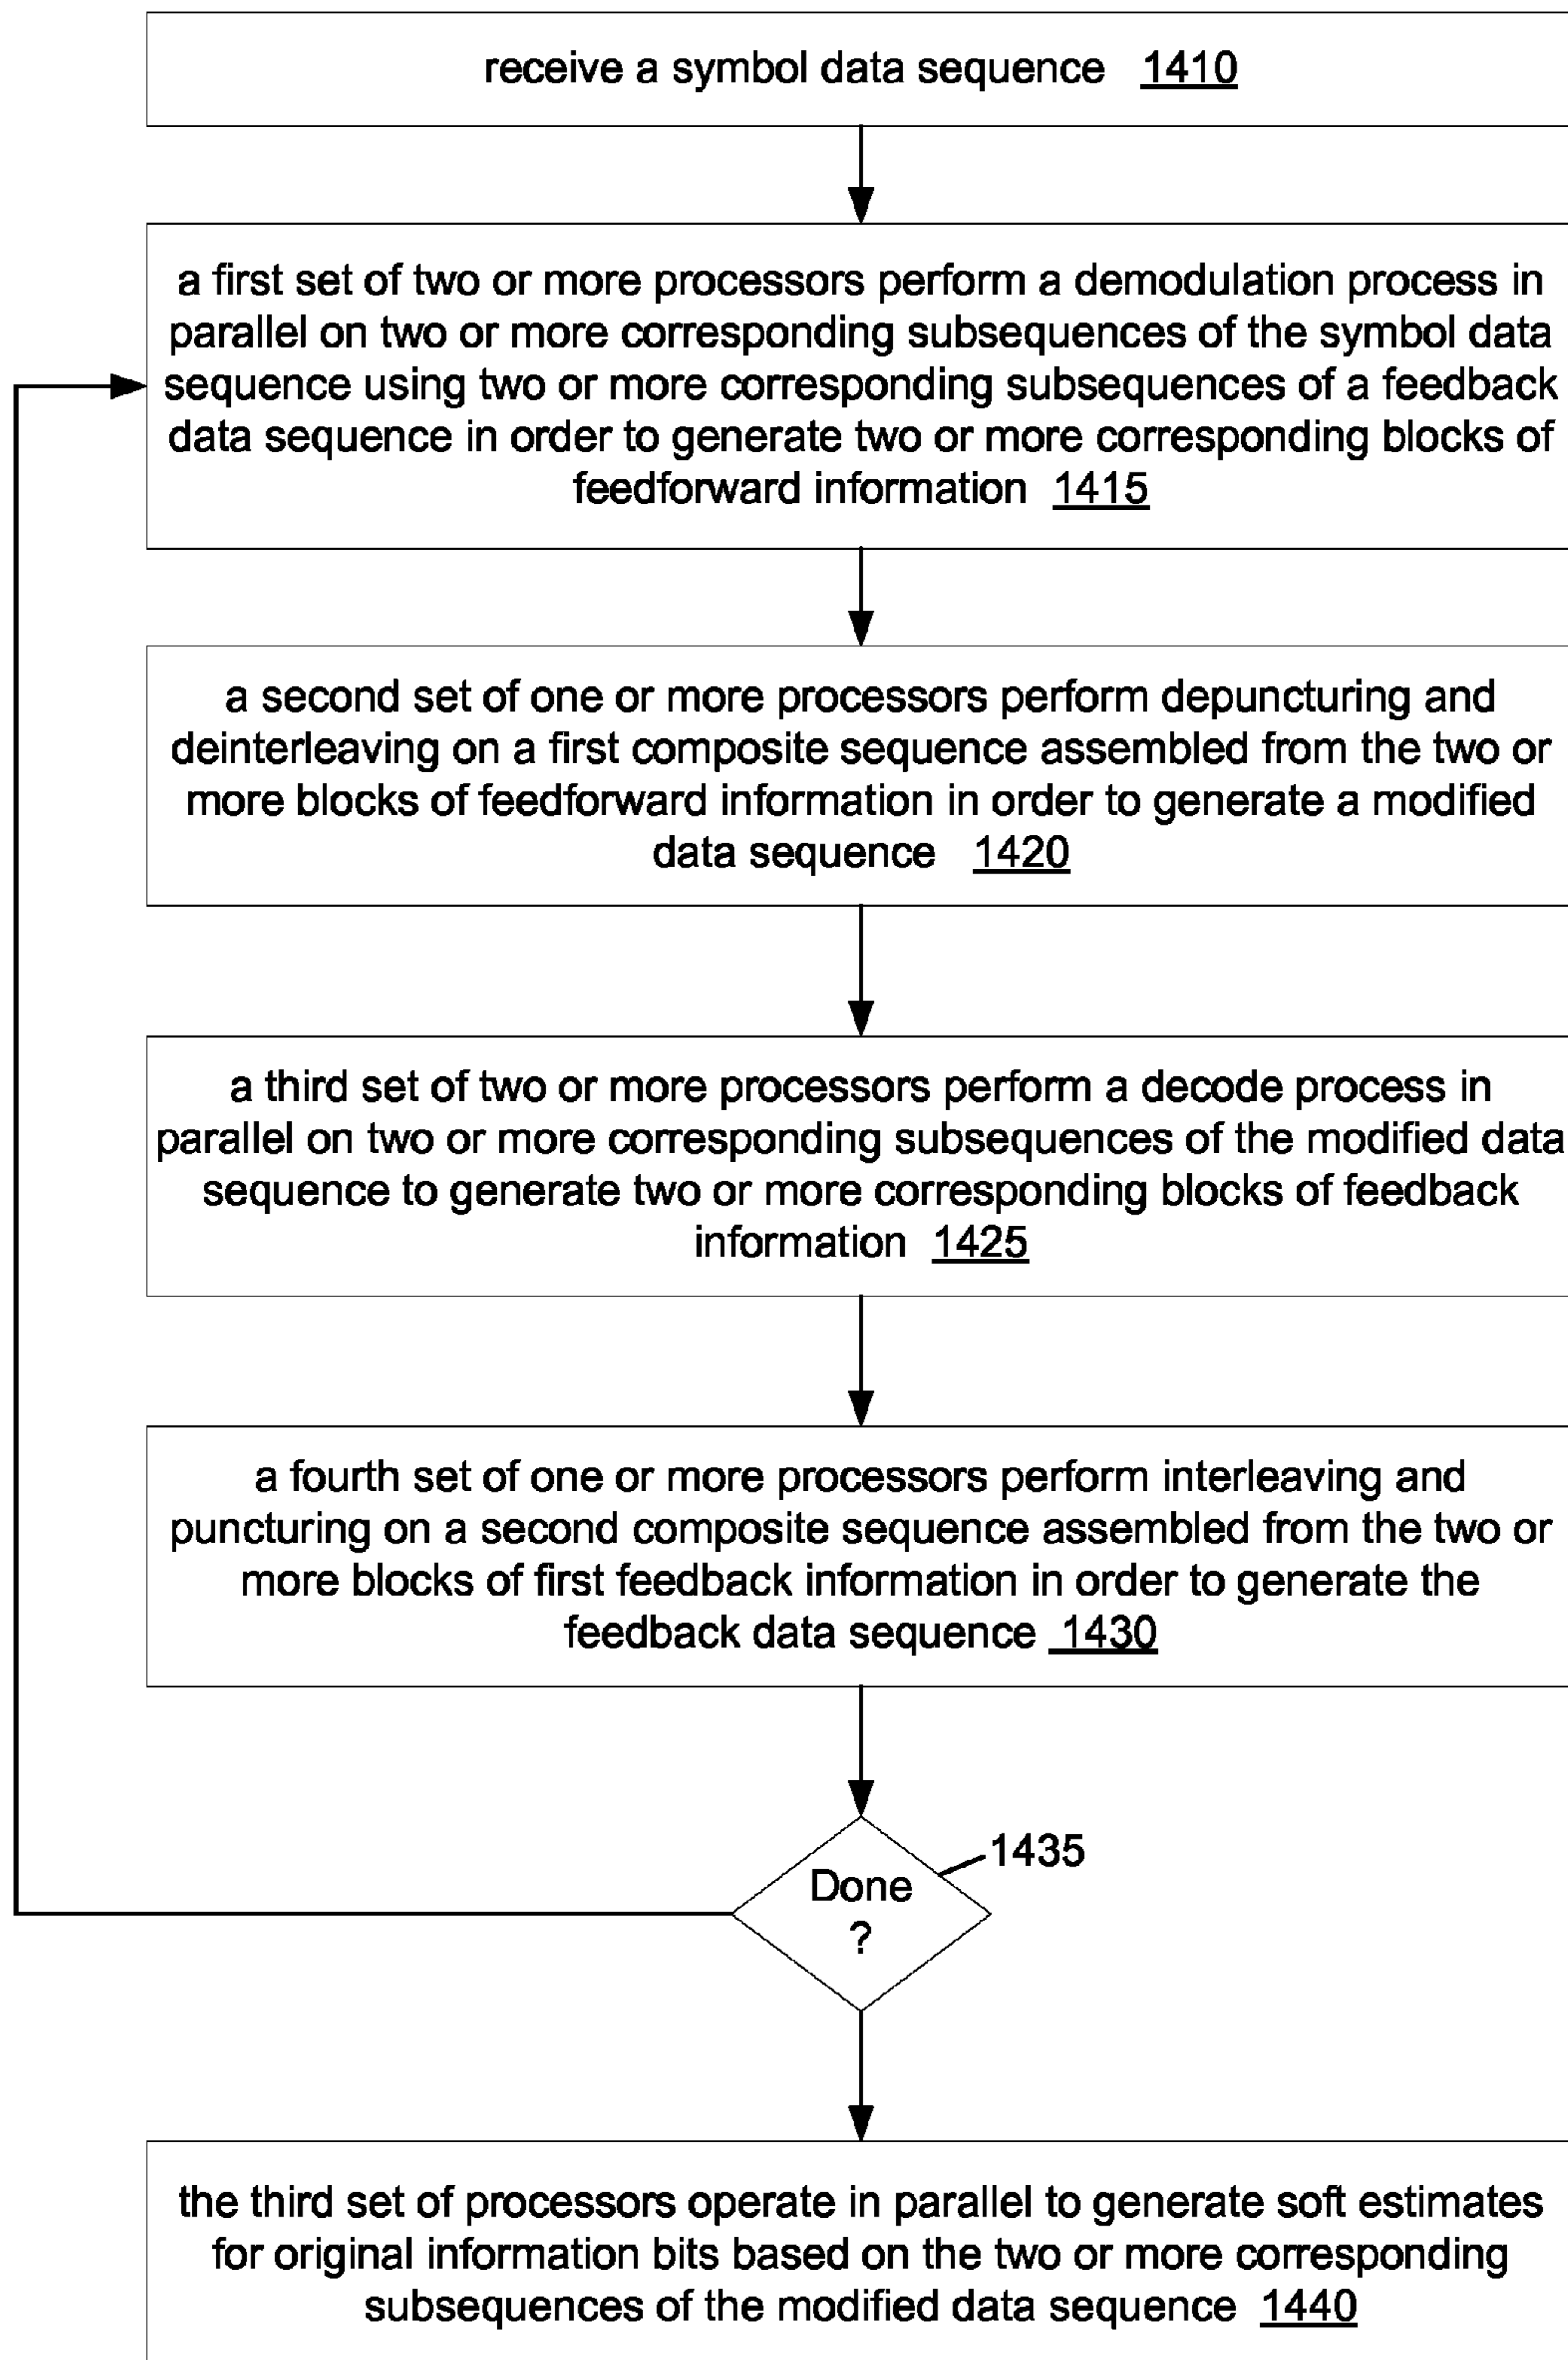 receive a symbol data sequence 1410
a first set of two or more processors perform a demodulation process in
parallel on two or more corresponding subsequences of the symbol data
sequence using two or more corresponding subsequences of a feedback
data sequence in order to generate two or more corresponding blocks of
feedforward information 1415
a second set of one or more processors perform depuncturing and
deinterleaving on a first composite sequence assembled from the two or
more blocks of feedforward information in order to generate a modified
data sequence 1420
a third set of two or more processors perform a decode process in
parallel on two or more corresponding subsequences of the modified data
sequence to generate two or more corresponding blocks of feedback
information 1425
a fourth set of one or more processors perform interleaving and
puncturing on a second composite sequence assembled from the two or
more blocks of first feedback information in order to generate the
feedback data sequence 1430
1435
Done
?
the third set of processors operate in parallel to generate soft estimates
for original information bits based on the two or more corresponding
subsequences of the modified data sequence 1440